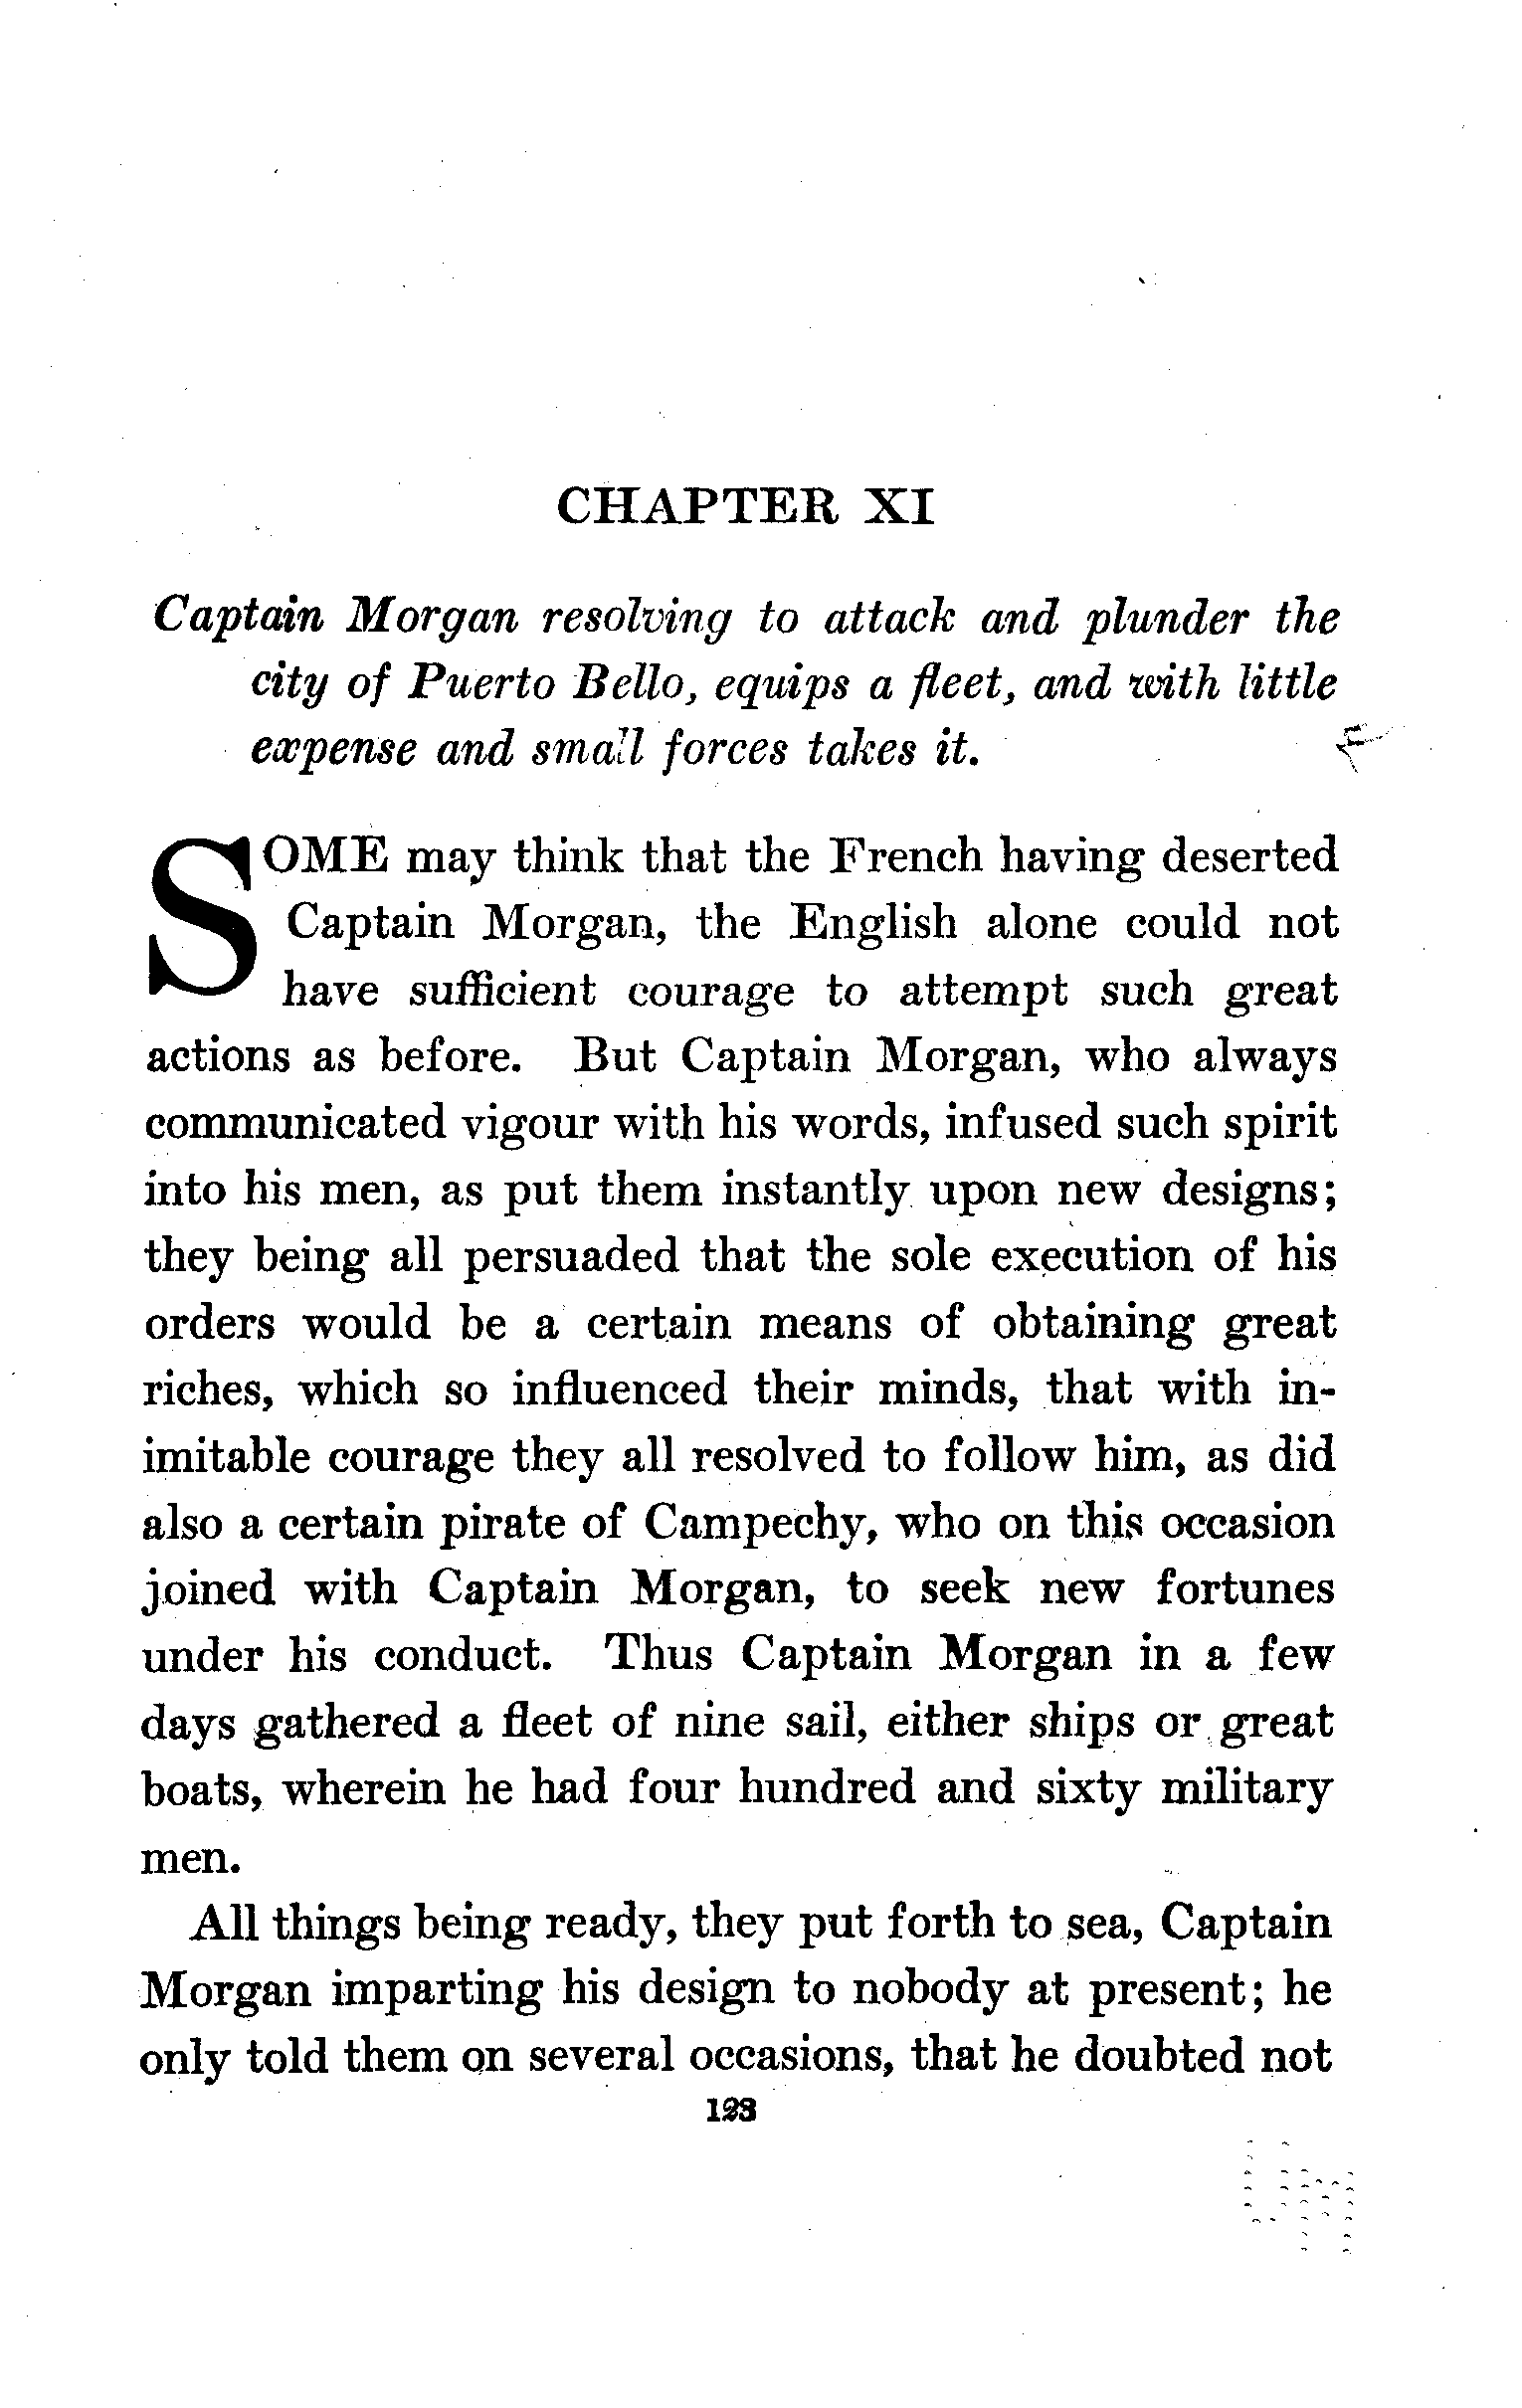 CHAPTER XI
Captain Morgan resolving to attack and plunder the
city of Puerto Bello, equips a fleet, and with little
expense and small forces takes it.
SOME may think that the French having deserted
Captain Morgan, the English alone could not
have sufficient courage to attempt such great
actions as before. But Captain Morgan, who always
communicated vigour with his words, infused such spirit
into his men, as put them instantly upon new designs;
they being all persuaded that the sole execution of his
orders would be a certain means of obtaining great
riches, which so influenced their minds, that with in-
imitable courage they all resolved to follow him, as did
also a certain pirate of Campechy, who on this occasion
joined with Captain Morgan, to seek new fortunes
under his conduct. Thus Captain Morgan in a few
days gathered a fleet of nine sail, either ships or great
boats, wherein he had four hundred and sixty military
men.
All things being ready, they put forth to sea, Captain
Morgan imparting his design to nobody at present; he
only told them on several occasions, that he doubted not
123